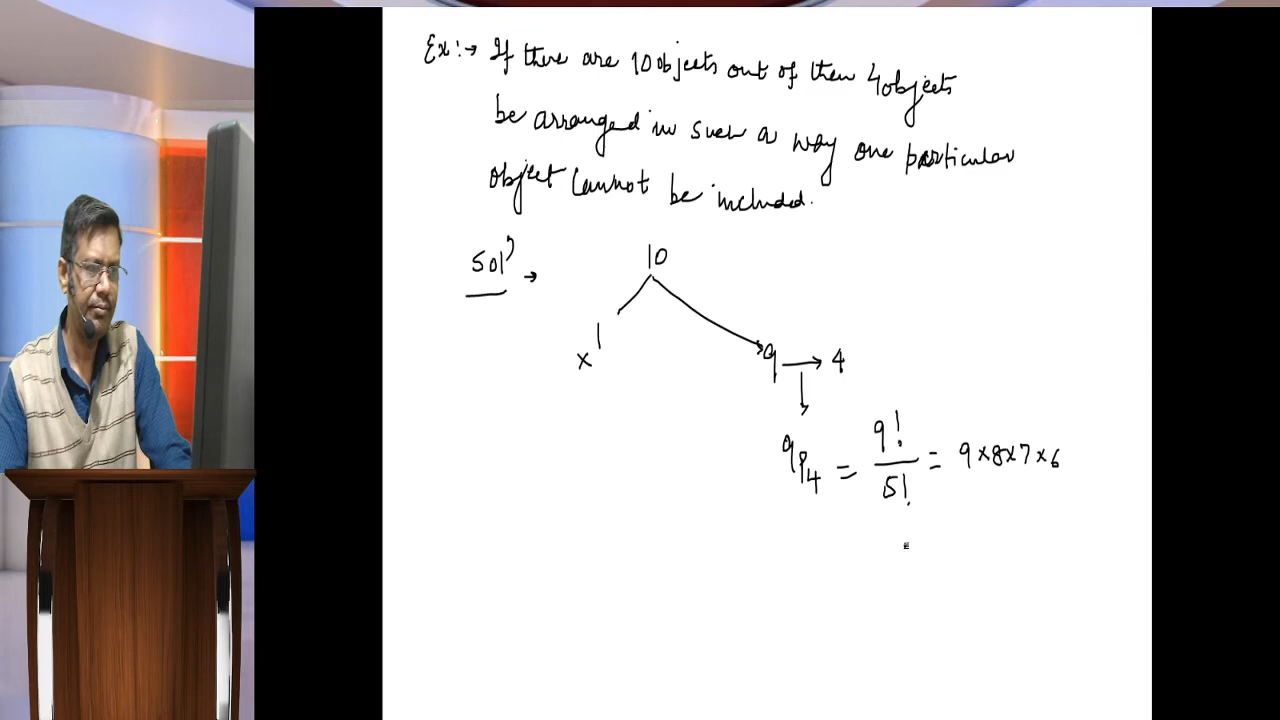 Ex:→ If there are 10 objects out of them 4 objects
be arranged in such a way one particular
object cannot be included.
Solⁿ →
10
x 1
9 → 4
9P4 = 9!/5! = 9×8×7×6
=